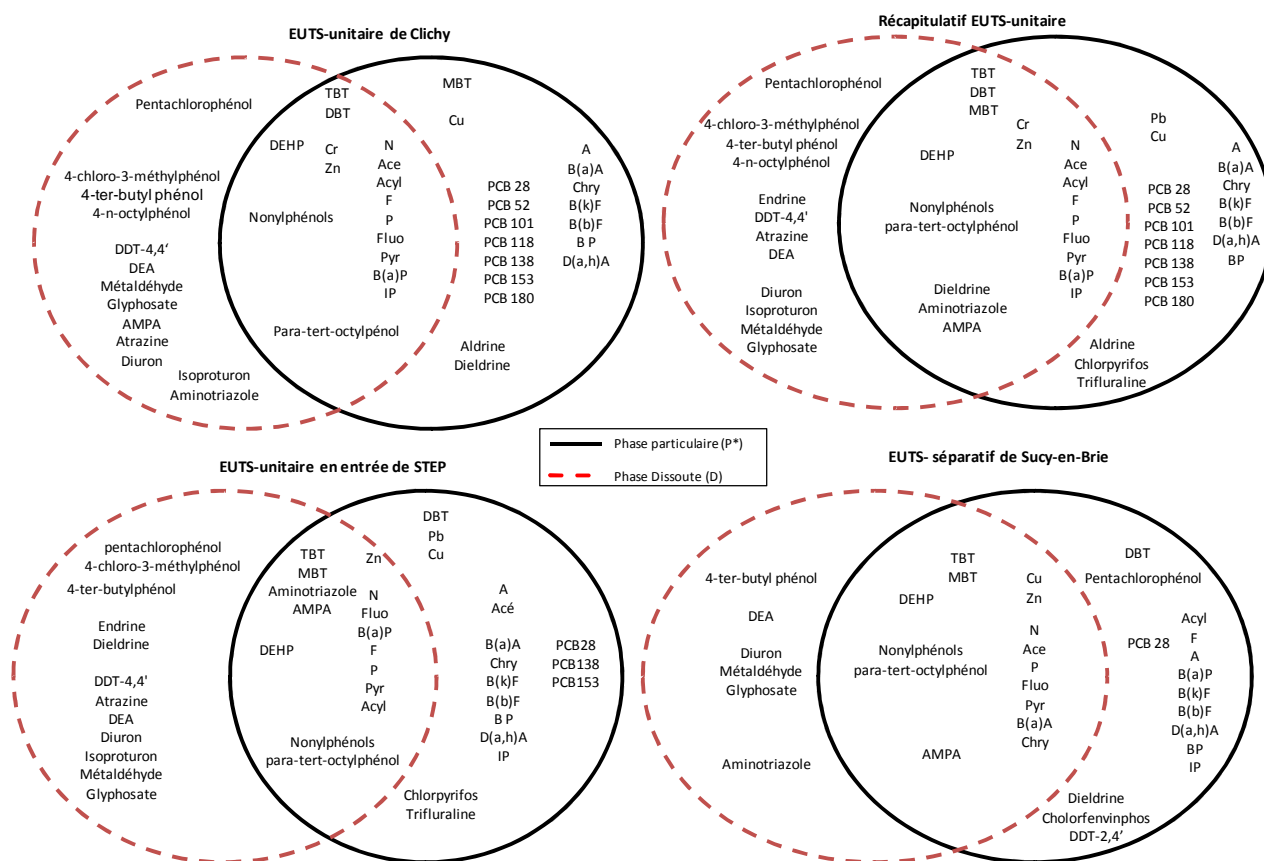 EUTS-unitaire de Clichy
Pentachlorophénol
4-chloro-3-méthylphénol
4-ter-butyl phénol
4-n-octylphénol
DDT-4,4‘
DEA
Métaldéhyde
Glyphosate
AMPA
Atrazine
Diuron
Isoproturon
Aminotriazole
TBT
DBT
DEHP
Cr
Zn
Nonylphénols
N
Ace
Acyl
F
P
Fluo
Pyr
B(a)P
IP
Para-tert-octylpénol
MBT
Cu
PCB 28
PCB 52
PCB 101
PCB 118
PCB 138
PCB 153
PCB 180
A
B(a)A
Chry
B(k)F
B(b)F
B P
D(a,h)A
Aldrine
Dieldrine
Récapitulatif EUTS-unitaire
Pentachlorophénol
4-chloro-3-méthylphénol
4-ter-butyl phénol
4-n-octylphénol
Endrine
DDT-4,4'
Atrazine
DEA
Diuron
Isoproturon
Métaldéhyde
Glyphosate
TBT
DBT
MBT
DEHP
Cr
Zn
Nonylphénols
para-tert-octylphénol
N
Ace
Acyl
F
P
Fluo
Pyr
B(a)P
IP
Dieldrine
Aminotriazole
AMPA
Pb
Cu
PCB 28
PCB 52
PCB 101
PCB 118
PCB 138
PCB 153
PCB 180
A
B(a)A
Chry
B(k)F
B(b)F
D(a,h)A
BP
Aldrine
Chlorpyrifos
Trifluraline
Phase particulaire (P*)
Phase Dissoute (D)
EUTS-unitaire en entrée de STEP
pentachlorophénol
4-chloro-3-méthylphénol
4-ter-butylphénol
Endrine
Dieldrine
DDT-4,4'
Atrazine
DEA
Diuron
Isoproturon
Métaldéhyde
Glyphosate
TBT
MBT
Aminotriazole
AMPA
DEHP
Zn
N
Fluo
B(a)P
F
P
Pyr
Acyl
Nonylphénols
para-tert-octylphénol
DBT
Pb
Cu
A
Acé
B(a)A
Chry
B(k)F
B(b)F
B P
D(a,h)A
IP
PCB28
PCB138
PCB153
Chlorpyrifos
Trifluraline
EUTS- séparatif de Sucy-en-Brie
4-ter-butyl phénol
DEA
Diuron
Métaldéhyde
Glyphosate
Aminotriazole
TBT
MBT
DEHP
Cu
Zn
Nonylphénols
para-tert-octylphénol
N
Ace
P
Fluo
Pyr
B(a)A
Chry
AMPA
DBT
Pentachlorophénol
PCB 28
Acyl
F
A
B(a)P
B(k)F
B(b)F
D(a,h)A
BP
IP
Dieldrine
Cholorfenvinphos
DDT-2,4’